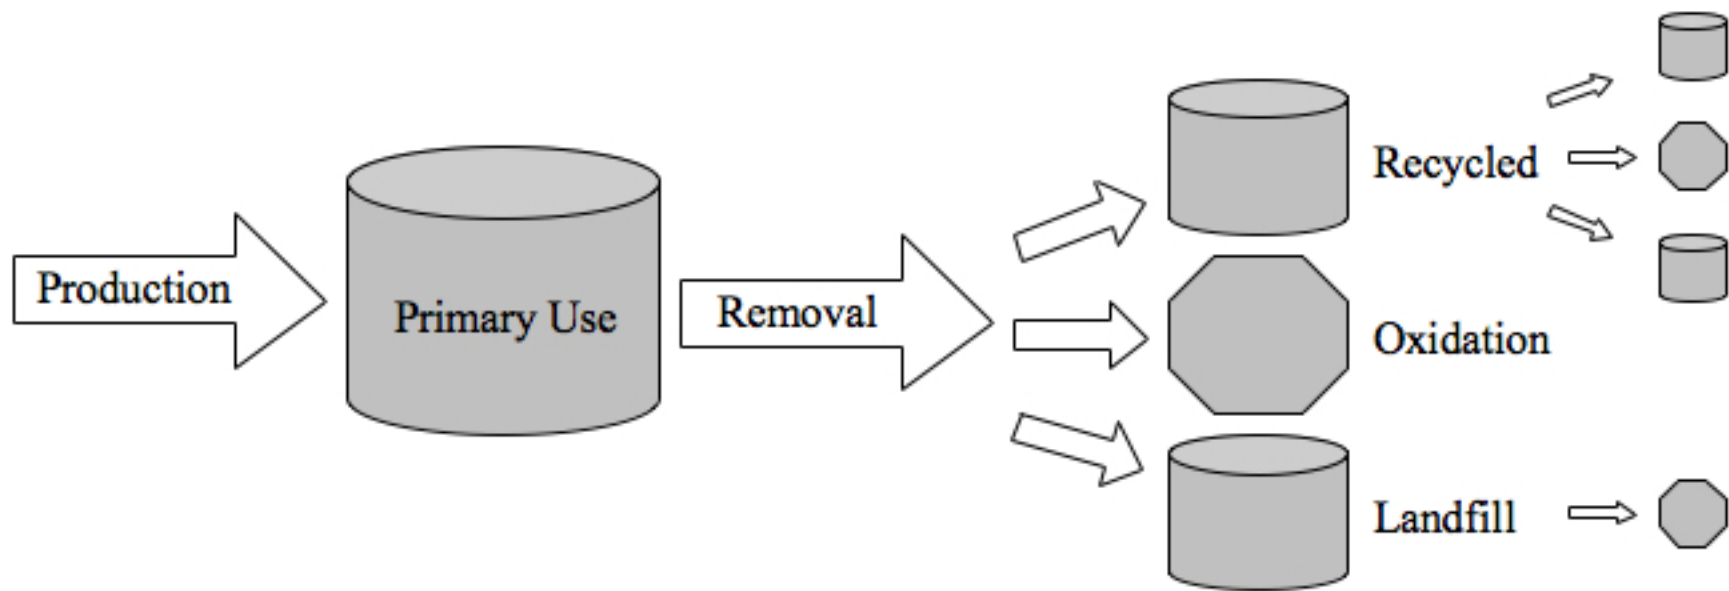 Production
Primary Use
Removal
Recycled
Oxidation
Landfill